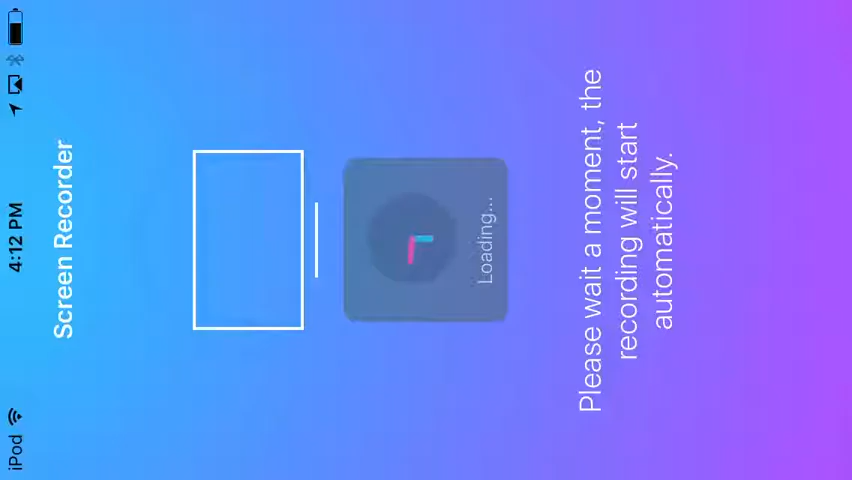 iPod 4:12 PM
Screen Recorder
Loading...
Please wait a moment, the
recording will start
automatically.